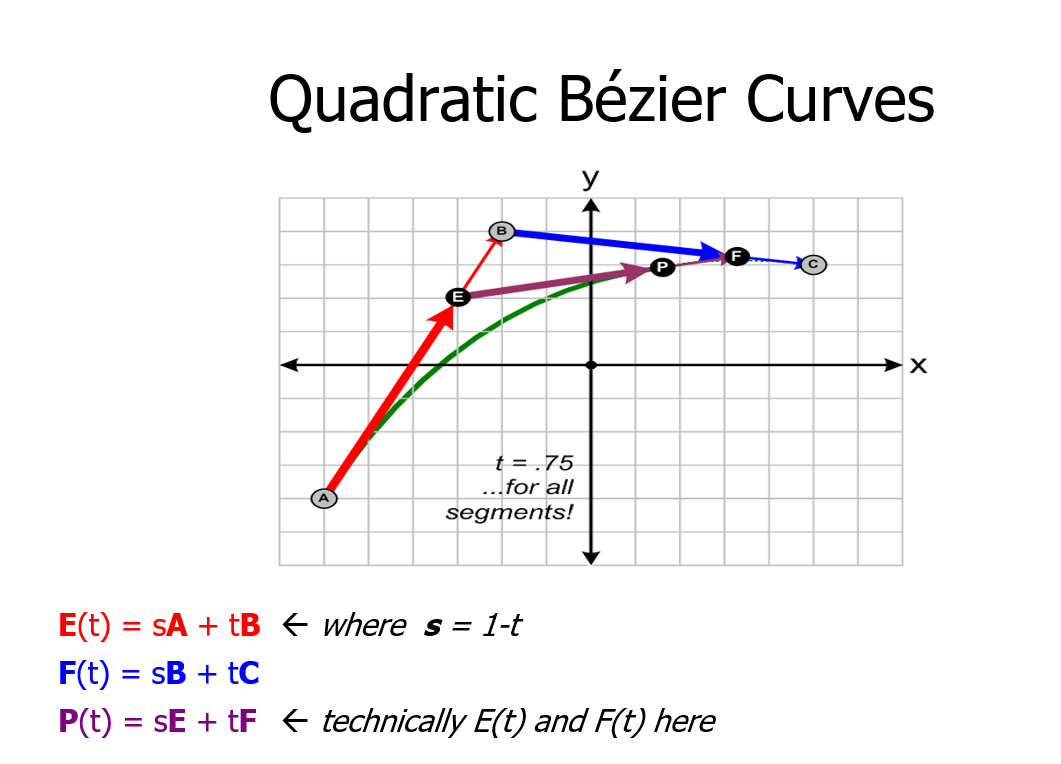 Quadratic Bézier Curves
y
B
F
P
C
E
x
t = .75
...for all
segments!
A
E(t) = sA + tB ← where s = 1-t
F(t) = sB + tC
P(t) = sE + tF ← technically E(t) and F(t) here